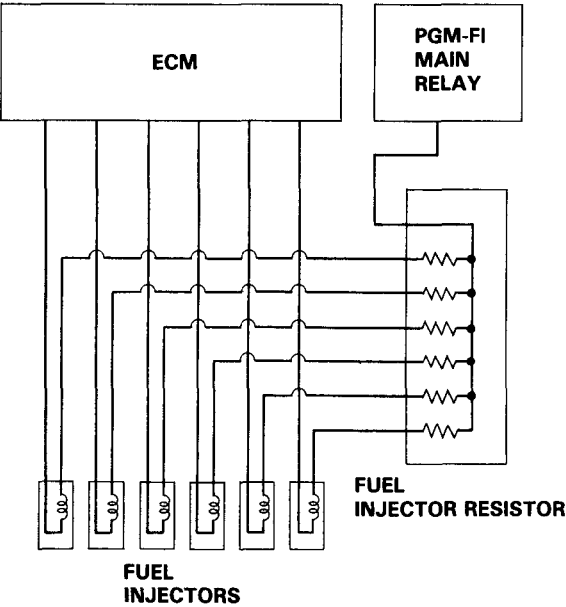 ECM
PGM-FI
MAIN
RELAY
FUEL
INJECTOR RESISTOR
FUEL
INJECTORS